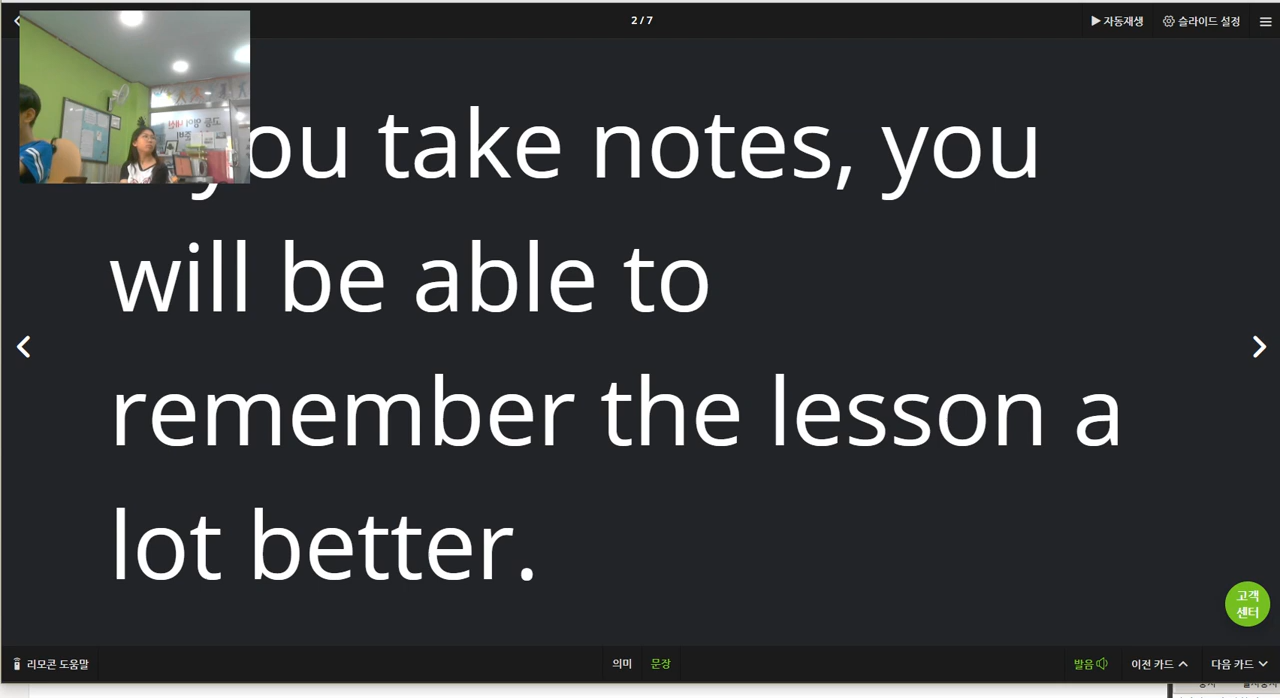 2 / 7
자동재생
슬라이드 설정
you take notes, you
will be able to
remember the lesson a
lot better.
고객
센터
리모콘 도움말
의미
문장
발음
이전 카드
다음 카드